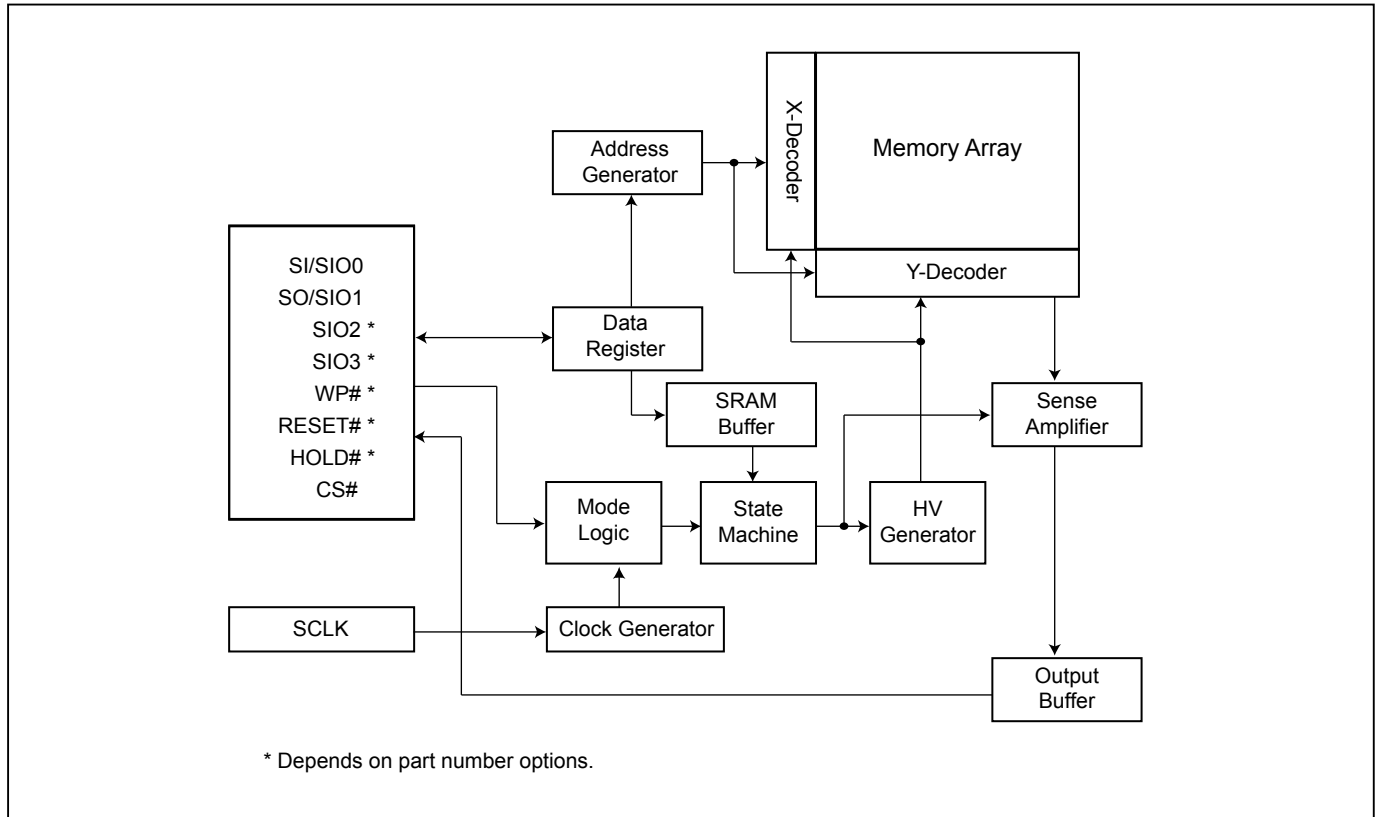 X-Decoder
Memory Array
Y-Decoder
Address
Generator
SI/SIO0
SO/SIO1
SIO2 *
SIO3 *
WP# *
RESET# *
HOLD# *
CS#
Data
Register
SRAM
Buffer
Sense
Amplifier
Mode
Logic
State
Machine
HV
Generator
SCLK
Clock Generator
Output
Buffer
* Depends on part number options.